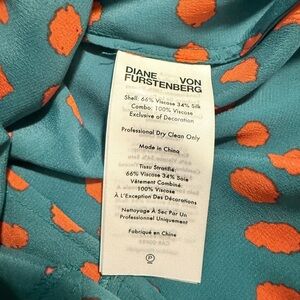 DIANE VON
FURSTENBERG
Shell: 66% Viscose 34% Silk
Combo: 100% Viscose
Exclusive of Decoration
Professional Dry Clean Only
Made in China
Tissu Stratifié:
66% Viscose 34% Soie
Vêtement Combiné:
100% Viscose
À L'Exception Des Décorations
Nettoyage À Sec Par Un
Professionnel Uniquement
Fabriqué en Chine
P